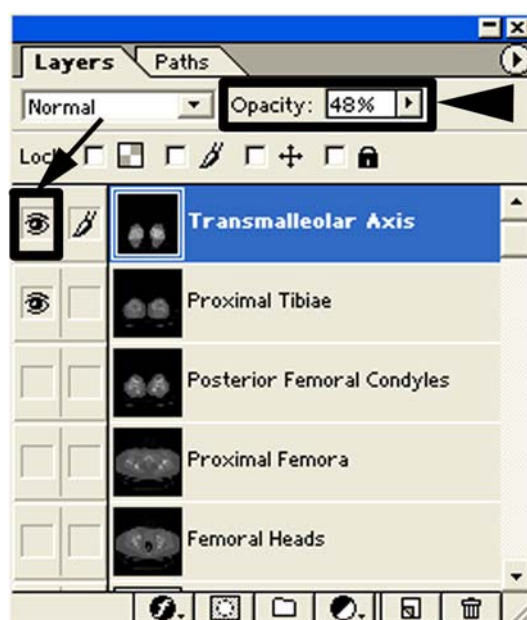 Layers Paths
Normal Opacity: 48%
Lock:
Transmalleolar Axis
Proximal Tibiae
Posterior Femoral Condyles
Proximal Femora
Femoral Heads